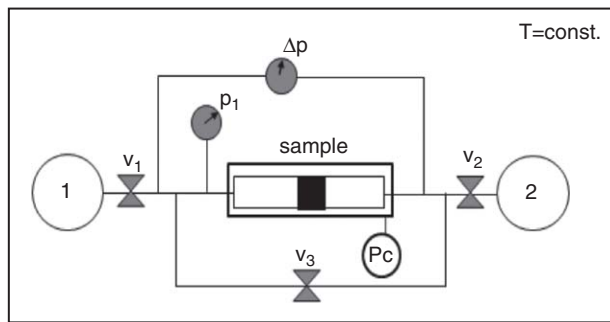 T=const.
Δp
p1
sample
v1
v2
1
2
v3
Pc